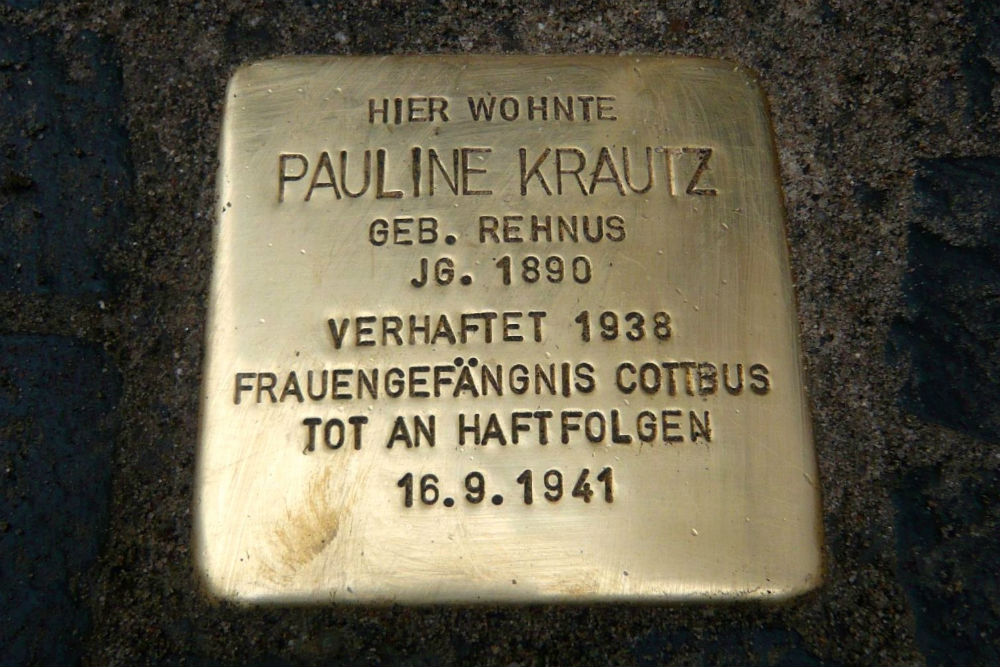 HIER WOHNTE
PAULINE KRAUTZ
GEB. REHNUS
JG. 1890
VERHAFTET 1938
FRAUENGEFÄNGNIS COTTBUS
TOT AN HAFTFOLGEN
16.9.1941